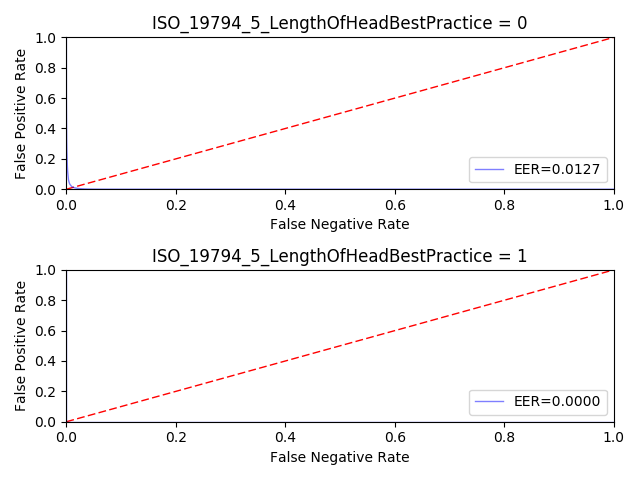 ISO_19794_5_LengthOfHeadBestPractice = 0
1.0
0.8
0.6
0.4
0.2
0.0
False Positive Rate
EER=0.0127
0.0 0.2 0.4 0.6 0.8 1.0
False Negative Rate
ISO_19794_5_LengthOfHeadBestPractice = 1
1.0
0.8
0.6
0.4
0.2
0.0
False Positive Rate
EER=0.0000
0.0 0.2 0.4 0.6 0.8 1.0
False Negative Rate